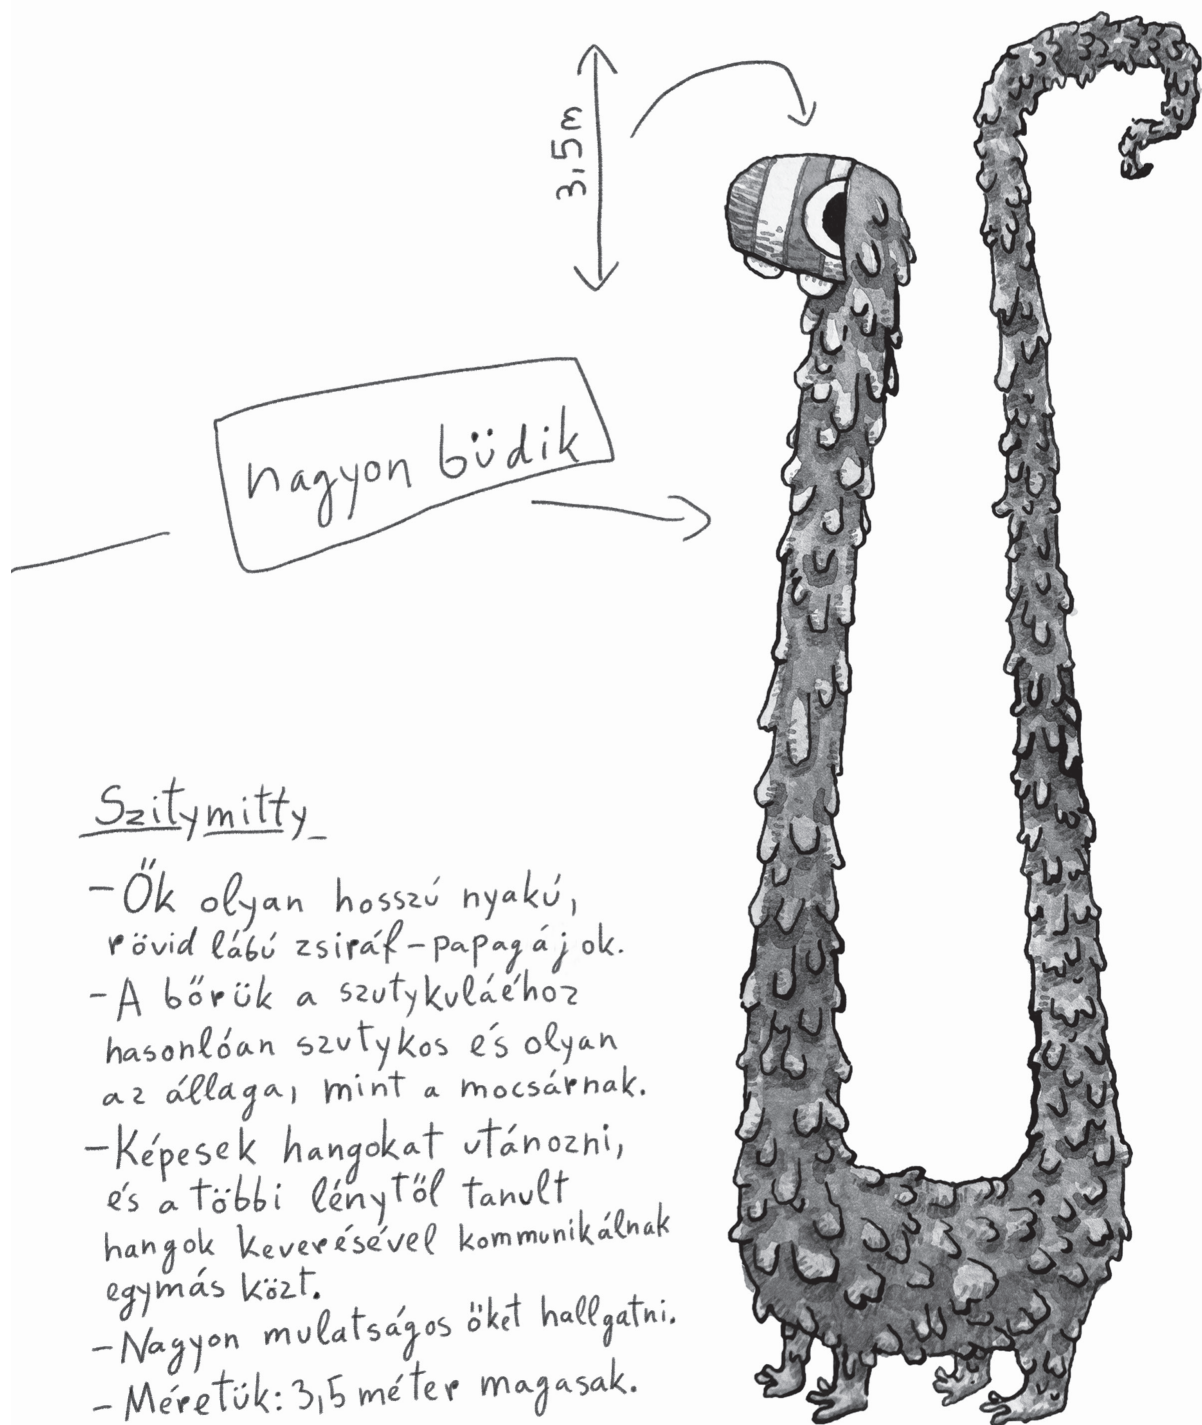 3,5m
nagyon büdik
Szitymitty
- Ők olyan hosszú nyakú,
rövid lábú zsiráf-papagájok.
- A bőrük a szutykuláéhoz
hasonlóan szutykos és olyan
az állaga, mint a mocsárnak.
- Képesek hangokat utánozni,
és a többi lénytől tanult
hangok keverésével kommunikálnak
egymás közt.
- Nagyon mulatságos őket hallgatni.
- Méretük: 3,5 méter magasak.